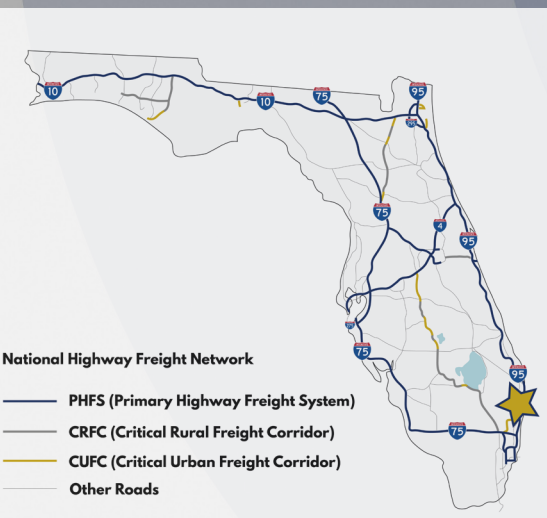 10
10
75
95
75
4
95
75
95
75
National Highway Freight Network
PHFS (Primary Highway Freight System)
CRFC (Critical Rural Freight Corridor)
CUFC (Critical Urban Freight Corridor)
Other Roads